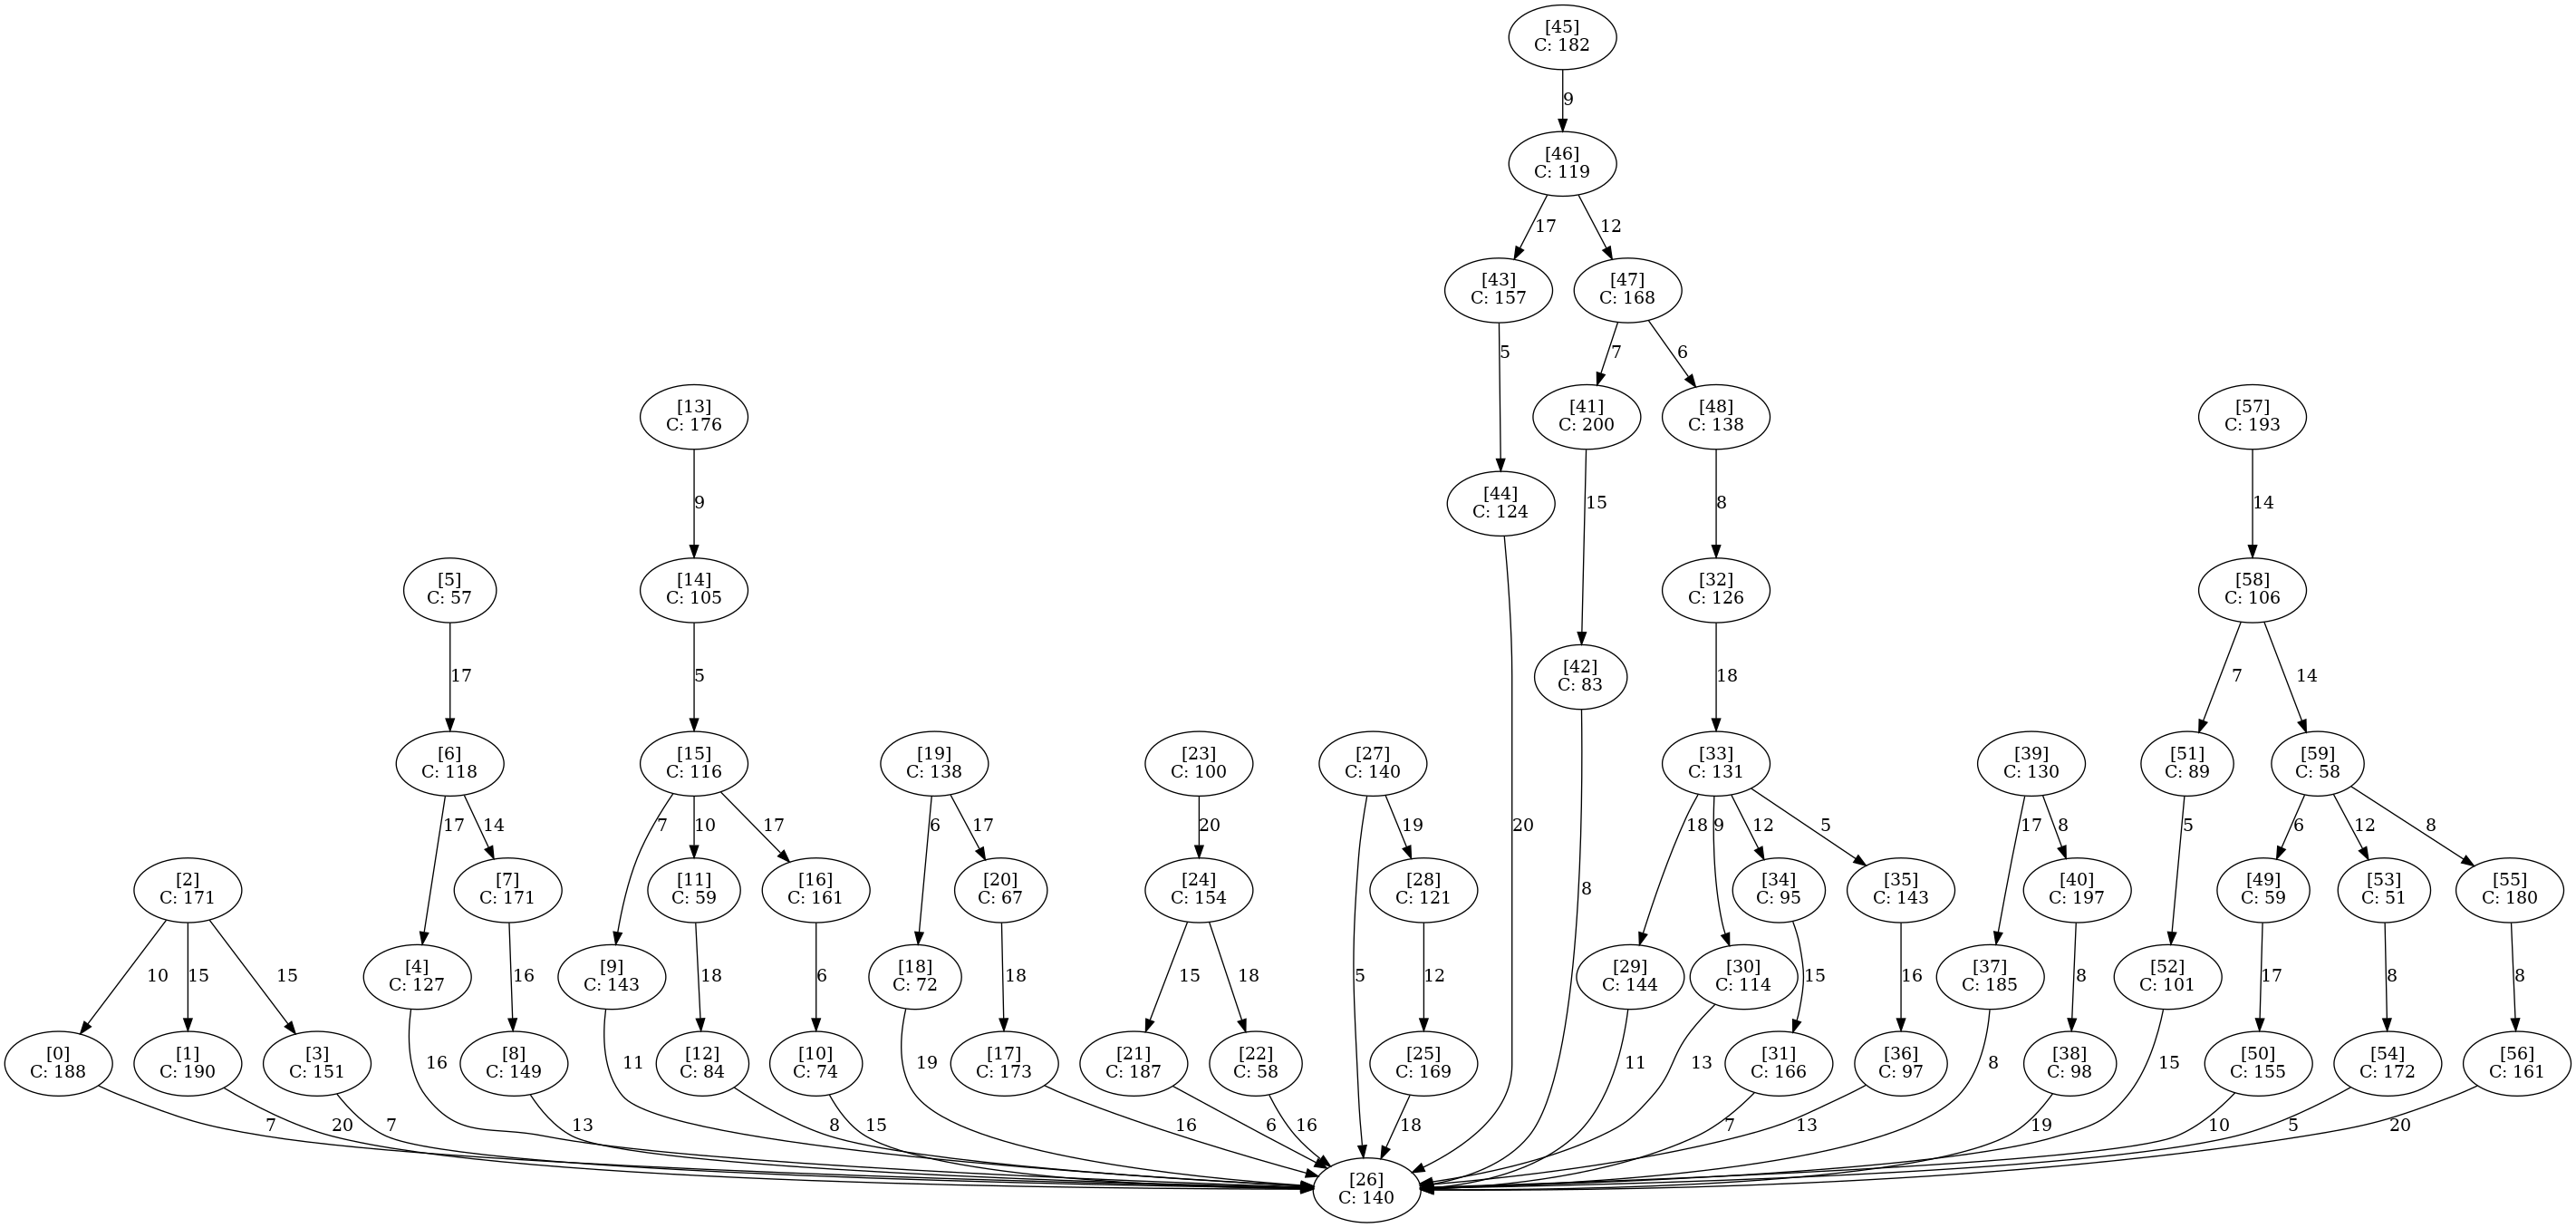 [45]
C: 182
9
[46]
C: 119
17
12
[43]
C: 157
[47]
C: 168
5
7
6
[13]
C: 176
[41]
C: 200
[48]
C: 138
[57]
C: 193
9
[44]
C: 124
15
8
14
[5]
C: 57
[14]
C: 105
[32]
C: 126
[58]
C: 106
17
5
[42]
C: 83
18
7
14
[6]
C: 118
[15]
C: 116
[19]
C: 138
[23]
C: 100
[27]
C: 140
[33]
C: 131
[39]
C: 130
[51]
C: 89
[59]
C: 58
17
14
7
10
17
6
17
20
19
20
18
9
12
5
17
8
5
6
12
8
[2]
C: 171
[7]
C: 171
[11]
C: 59
[16]
C: 161
[20]
C: 67
[24]
C: 154
[28]
C: 121
8
[34]
C: 95
[35]
C: 143
[40]
C: 197
[49]
C: 59
[53]
C: 51
[55]
C: 180
10
15
15
[4]
C: 127
16
[9]
C: 143
18
6
[18]
C: 72
18
15
18
5
12
[29]
C: 144
[30]
C: 114
15
16
[37]
C: 185
8
[52]
C: 101
17
8
8
[0]
C: 188
[1]
C: 190
[3]
C: 151
16
[8]
C: 149
11
[12]
C: 84
[10]
C: 74
19
[17]
C: 173
[21]
C: 187
[22]
C: 58
[25]
C: 169
11
13
[31]
C: 166
[36]
C: 97
8
[38]
C: 98
15
[50]
C: 155
[54]
C: 172
[56]
C: 161
7
20
7
13
8
15
16
6
16
18
7
13
19
10
5
20
[26]
C: 140